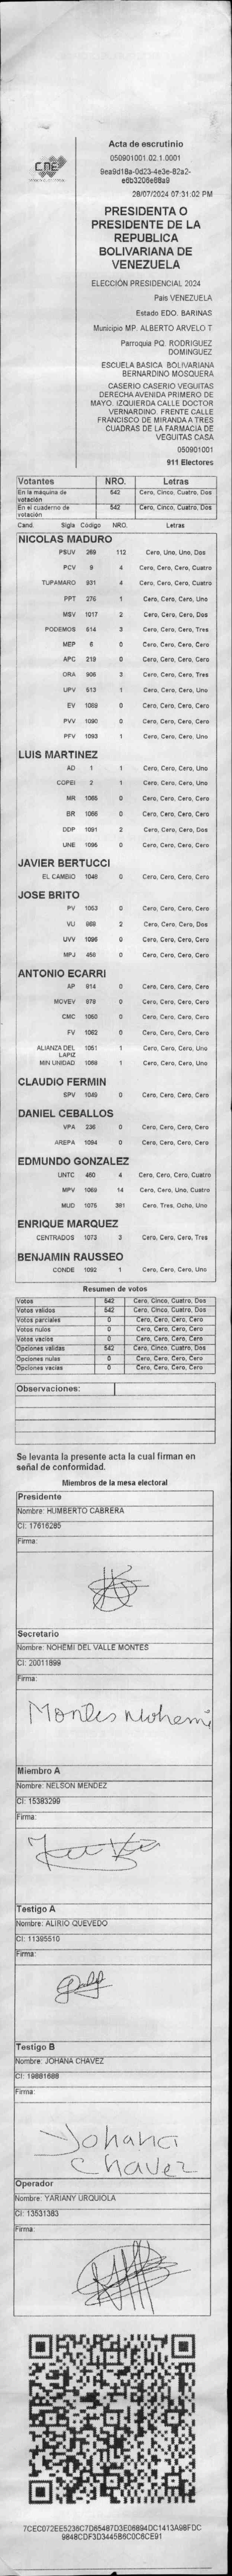 CNE
Acta de escrutinio
050901001.02.1.0001
9ea9d18a-0d23-4e3e-82a2-
e6b3206e88a9
28/07/2024 07:31:02 PM
PRESIDENTA O
PRESIDENTE DE LA
REPUBLICA
BOLIVARIANA DE
VENEZUELA
ELECCIÓN PRESIDENCIAL 2024
País VENEZUELA
Estado EDO. BARINAS
Municipio MP. ALBERTO ARVELO T
Parroquia PQ. RODRIGUEZ
DOMINGUEZ
ESCUELA BASICA BOLIVARIANA
BERNARDINO MOSQUERA
CASERIO CASERIO VEGUITAS
DERECHA AVENIDA PRIMERO DE
MAYO. IZQUIERDA CALLE DOCTOR
VERNARDINO. FRENTE CALLE
FRANCISCO DE MIRANDA A TRES
CUADRAS DE LA FARMACIA DE
VEGUITAS CASA
050901001
911 Electores
Votantes NRO. Letras
En la máquina de votación 542 Cero, Cinco, Cuatro, Dos
En el cuaderno de votación 542 Cero, Cinco, Cuatro, Dos
Cand. Sigla Código NRO. Letras
NICOLAS MADURO
PSUV 269 112 Cero, Uno, Uno, Dos
PCV 9 4 Cero, Cero, Cero, Cuatro
TUPAMARO 931 4 Cero, Cero, Cero, Cuatro
PPT 276 1 Cero, Cero, Cero, Uno
MSV 1017 2 Cero, Cero, Cero, Dos
PODEMOS 614 3 Cero, Cero, Cero, Tres
MEP 6 0 Cero, Cero, Cero, Cero
APC 219 0 Cero, Cero, Cero, Cero
ORA 906 3 Cero, Cero, Cero, Tres
UPV 513 1 Cero, Cero, Cero, Uno
EV 1089 0 Cero, Cero, Cero, Cero
PVV 1090 0 Cero, Cero, Cero, Cero
PFV 1093 1 Cero, Cero, Cero, Uno
LUIS MARTINEZ
AD 1 1 Cero, Cero, Cero, Uno
COPEI 2 1 Cero, Cero, Cero, Uno
MR 1065 0 Cero, Cero, Cero, Cero
BR 1066 0 Cero, Cero, Cero, Cero
DDP 1091 2 Cero, Cero, Cero, Dos
UNE 1096 0 Cero, Cero, Cero, Cero
JAVIER BERTUCCI
EL CAMBIO 1046 0 Cero, Cero, Cero, Cero
JOSE BRITO
PV 1053 0 Cero, Cero, Cero, Cero
VU 969 2 Cero, Cero, Cero, Dos
UVV 0 Cero, Cero, Cero, Cero
MPJ 456 0 Cero, Cero, Cero, Cero
ANTONIO ECARRI
AP 914 0 Cero, Cero, Cero, Cero
MOVEV 979 0 Cero, Cero, Cero, Cero
CMC 1060 0 Cero, Cero, Cero, Cero
FV 1062 0 Cero, Cero, Cero, Cero
ALIANZA DEL LAPIZ 1051 1 Cero, Cero, Cero, Uno
MIN UNIDAD 1058 1 Cero, Cero, Cero, Uno
CLAUDIO FERMIN
SPV 1049 0 Cero, Cero, Cero, Cero
DANIEL CEBALLOS
VPA 236 0 Cero, Cero, Cero, Cero
AREPA 1094 0 Cero, Cero, Cero, Cero
EDMUNDO GONZALEZ
UNTC 460 4 Cero, Cero, Cero, Cuatro
MPV 1069 14 Cero, Cero, Uno, Cuatro
MUD 1075 381 Cero, Tres, Ocho, Uno
ENRIQUE MARQUEZ
CENTRADOS 1073 3 Cero, Cero, Cero, Tres
BENJAMIN RAUSSEO
CONDE 1092 1 Cero, Cero, Cero, Uno
Resumen de votos
Votos 542 Cero, Cinco, Cuatro, Dos
Votos válidos 542 Cero, Cinco, Cuatro, Dos
Votos parciales 0 Cero, Cero, Cero, Cero
Votos nulos 0 Cero, Cero, Cero, Cero
Votos vacíos 0 Cero, Cero, Cero, Cero
Opciones válidas 542 Cero, Cinco, Cuatro, Dos
Opciones nulas 0 Cero, Cero, Cero, Cero
Opciones vacías 0 Cero, Cero, Cero, Cero
Observaciones:
Se levanta la presente acta la cual firman en
señal de conformidad.
Miembros de la mesa electoral
Presidente
Nombre: HUMBERTO CABRERA
CI: 17616285
Firma:
Secretario
Nombre: NOHEMI DEL VALLE MONTES
CI: 20011899
Firma:
Montes Nohemi
Miembro A
Nombre: NELSON MENDEZ
CI: 15383299
Firma:
Testigo A
Nombre: ALIRIO QUEVEDO
CI: 11395510
Firma:
Testigo B
Nombre: JOHANA CHAVEZ
CI: 19881688
Firma:
Johana
Chavez
Operador
Nombre: YARIANY URQUIOLA
CI: 13531383
Firma:
7CEC072EE5236C7D65487D3E06894DC1413A98FDC
9848CDF3D3445B6C0C6CE91